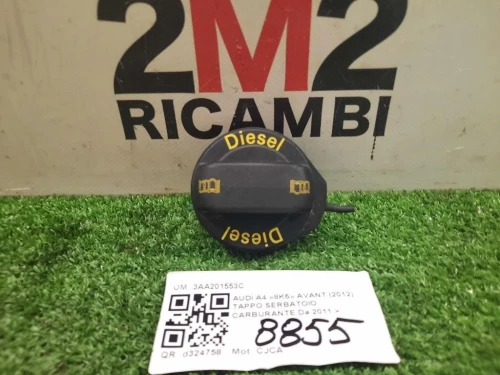 2M2
RICAMBI
Diesel
Diesel
UM. 3AA201553C
AUDI A4 «8K5» AVANT (2012)
TAPPO SERBATOIO
CARBURANTE Da 2011 >
8855
QR: d324758 Mot. CJCA